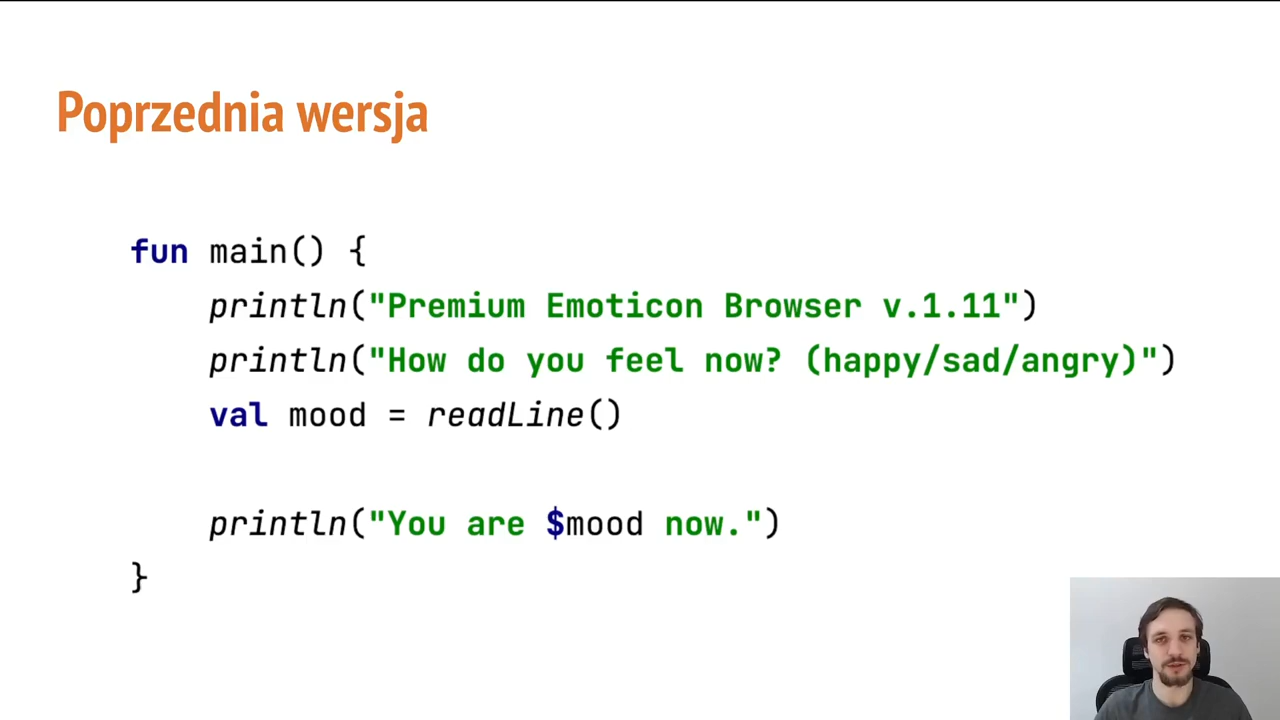 Poprzednia wersja
fun main() {
    println("Premium Emoticon Browser v.1.11")
    println("How do you feel now? (happy/sad/angry)")
    val mood = readLine()
    println("You are $mood now.")
}